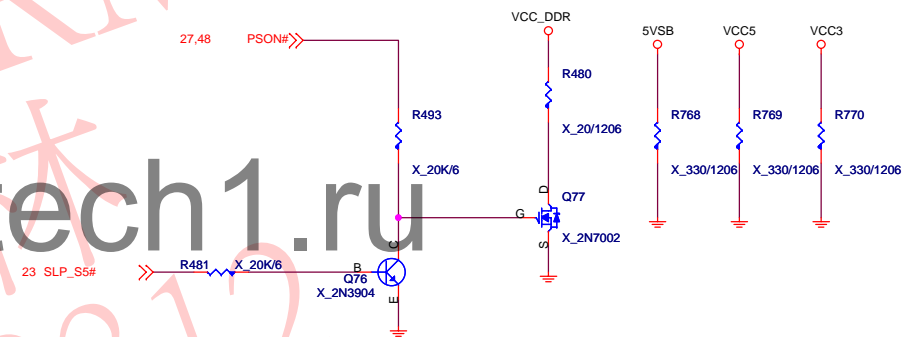 VCC_DDR
27,48 PSON#
5VSB VCC5 VCC3
R480
R493
R768 R769 R770
X_20/1206
X_20K/6
X_330/1206 X_330/1206 X_330/1206
D
Q77
G
X_2N7002
S
tech1.ru
C
23 SLP_S5# R481 X_20K/6 B
Q76
X_2N3904
E